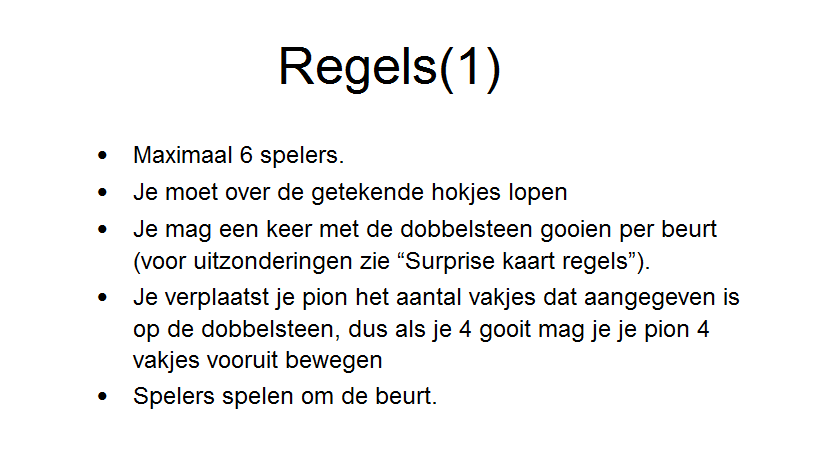 Regels(1)
• Maximaal 6 spelers.
• Je moet over de getekende hokjes lopen
• Je mag een keer met de dobbelsteen gooien per beurt
(voor uitzonderingen zie “Surprise kaart regels”).
• Je verplaatst je pion het aantal vakjes dat aangegeven is
op de dobbelsteen, dus als je 4 gooit mag je je pion 4
vakjes vooruit bewegen
• Spelers spelen om de beurt.